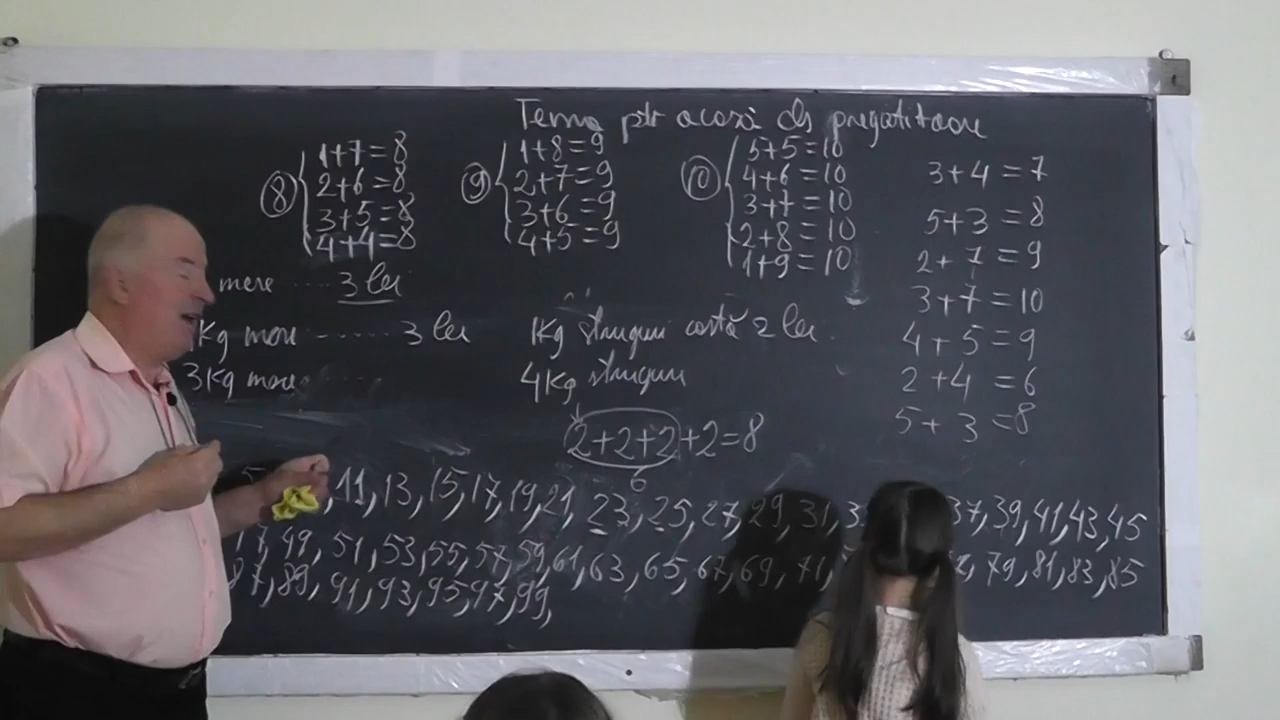 Tema ptr acasă cls pregatitoare
⑧ { 1+7=8
2+6=8
3+5=8
4+4=8
⑨ { 1+8=9
2+7=9
3+6=9
4+5=9
⑩ { 5+5=10
4+6=10
3+7=10
2+8=10
1+9=10
3+4=7
5+3=8
2+7=9
3+7=10
4+5=9
2+4=6
5+3=8
mere ..... 3 lei
Kg mere ------ 3 lei
3Kg mere
1Kg struguri costă 2 lei.
4Kg struguri
2+2+2+2=8
6
11, 13, 15, 17, 19, 21, 23, 25, 27, 29, 31, 37, 39, 41, 43, 45
49, 51, 53, 55, 57, 59, 61, 63, 65, 67, 69, 71, 79, 81, 83, 85
87, 89, 91, 93, 95, 97, 99,